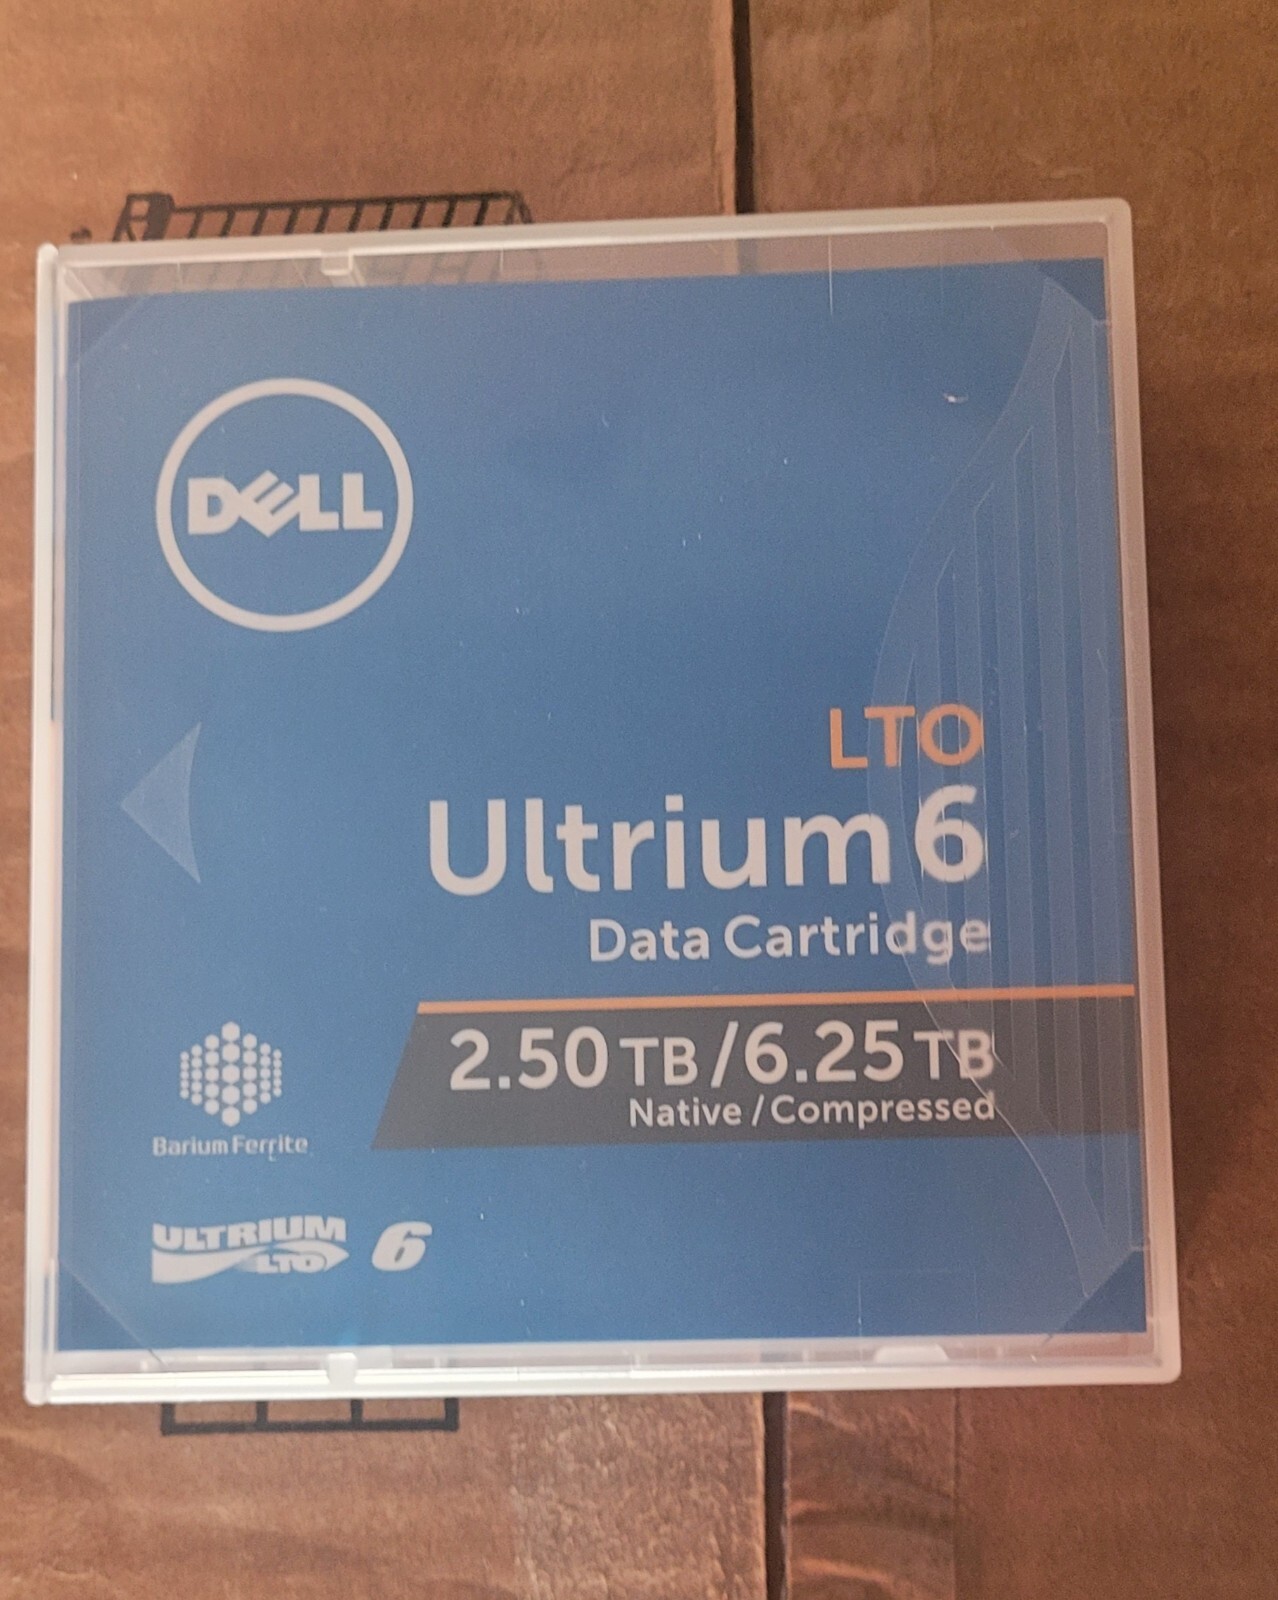 DELL
LTO
Ultrium 6
Data Cartridge
2.50 TB/6.25 TB
Native/Compressed
Barium Ferrite
ULTRIUM 6
LTO